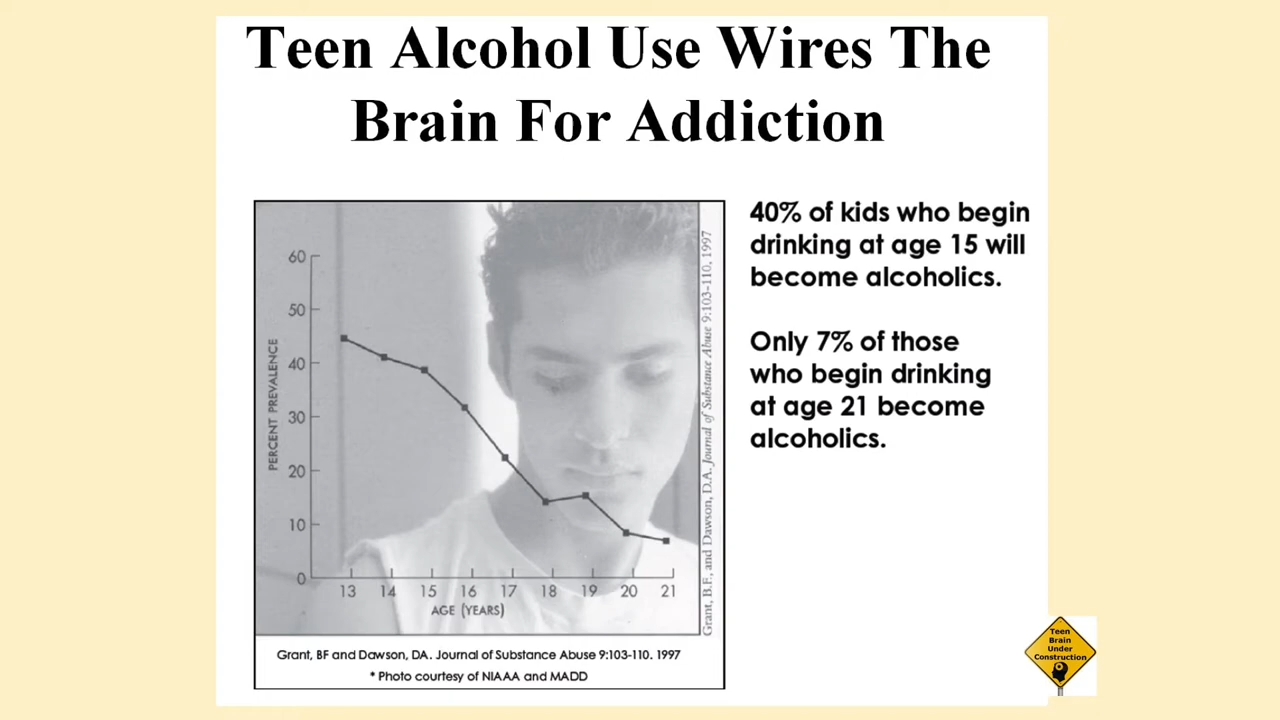 Teen Alcohol Use Wires The
Brain For Addiction
60
50
40
30
20
10
0
PERCENT PREVALENCE
13 14 15 16 17 18 19 20 21
AGE (YEARS)
Grant, B.F., and Dawson, D.A. Journal of Substance Abuse 9:103-110, 1997
Grant, BF and Dawson, DA. Journal of Substance Abuse 9:103-110. 1997
* Photo courtesy of NIAAA and MADD
40% of kids who begin
drinking at age 15 will
become alcoholics.
Only 7% of those
who begin drinking
at age 21 become
alcoholics.
Teen
Brain
Under
Construction